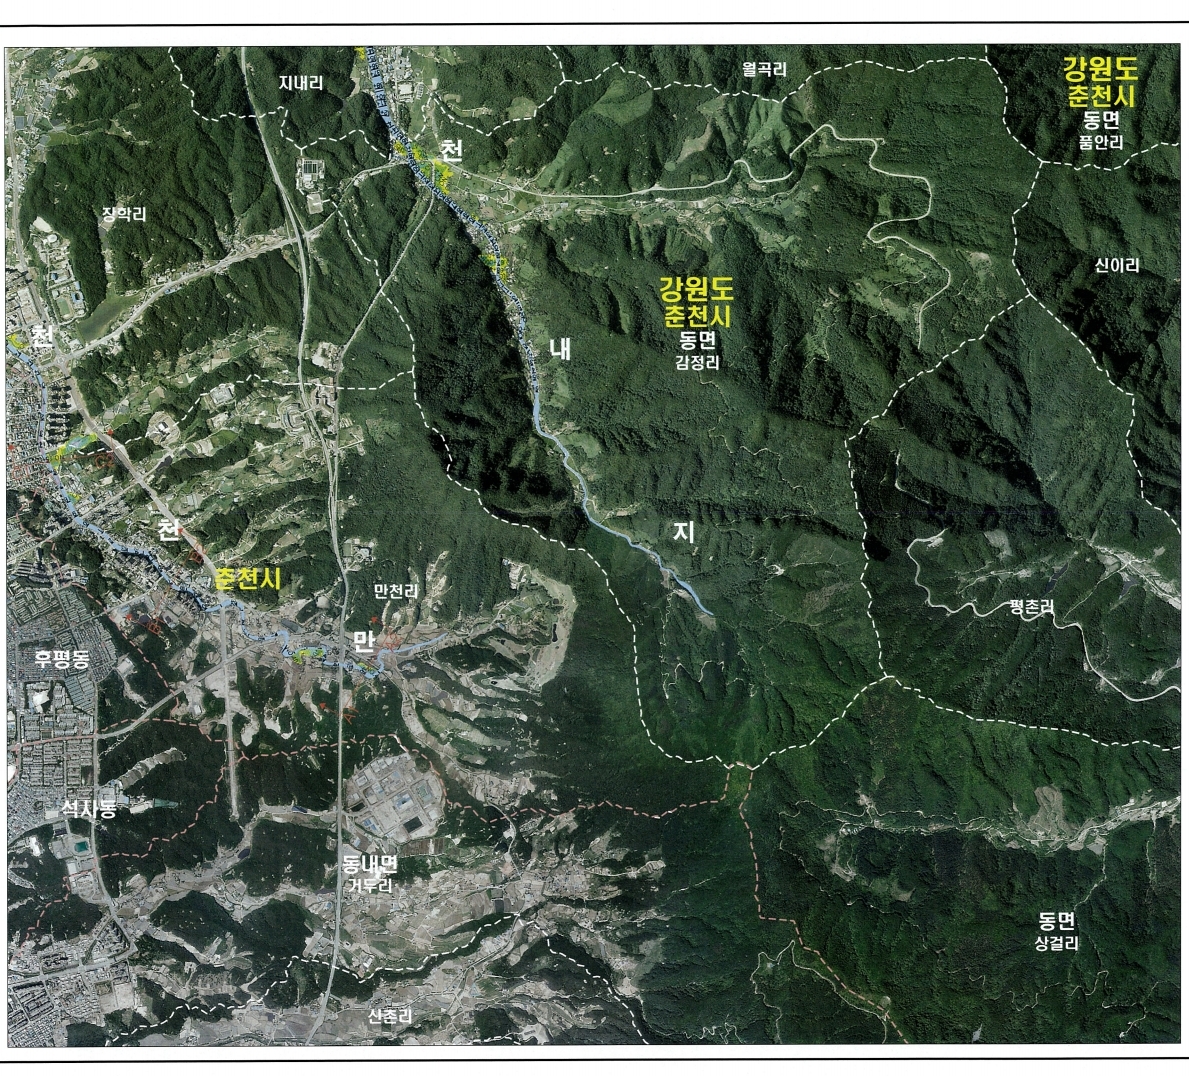 월곡리
강원도
춘천시
동면
품안리
지내리
천
장학리
신이리
강원도
춘천시
동면
감정리
천
내
천
지
춘천시
만천리
평촌리
만
후평동
석사동
동내면
거두리
동면
상걸리
산촌리